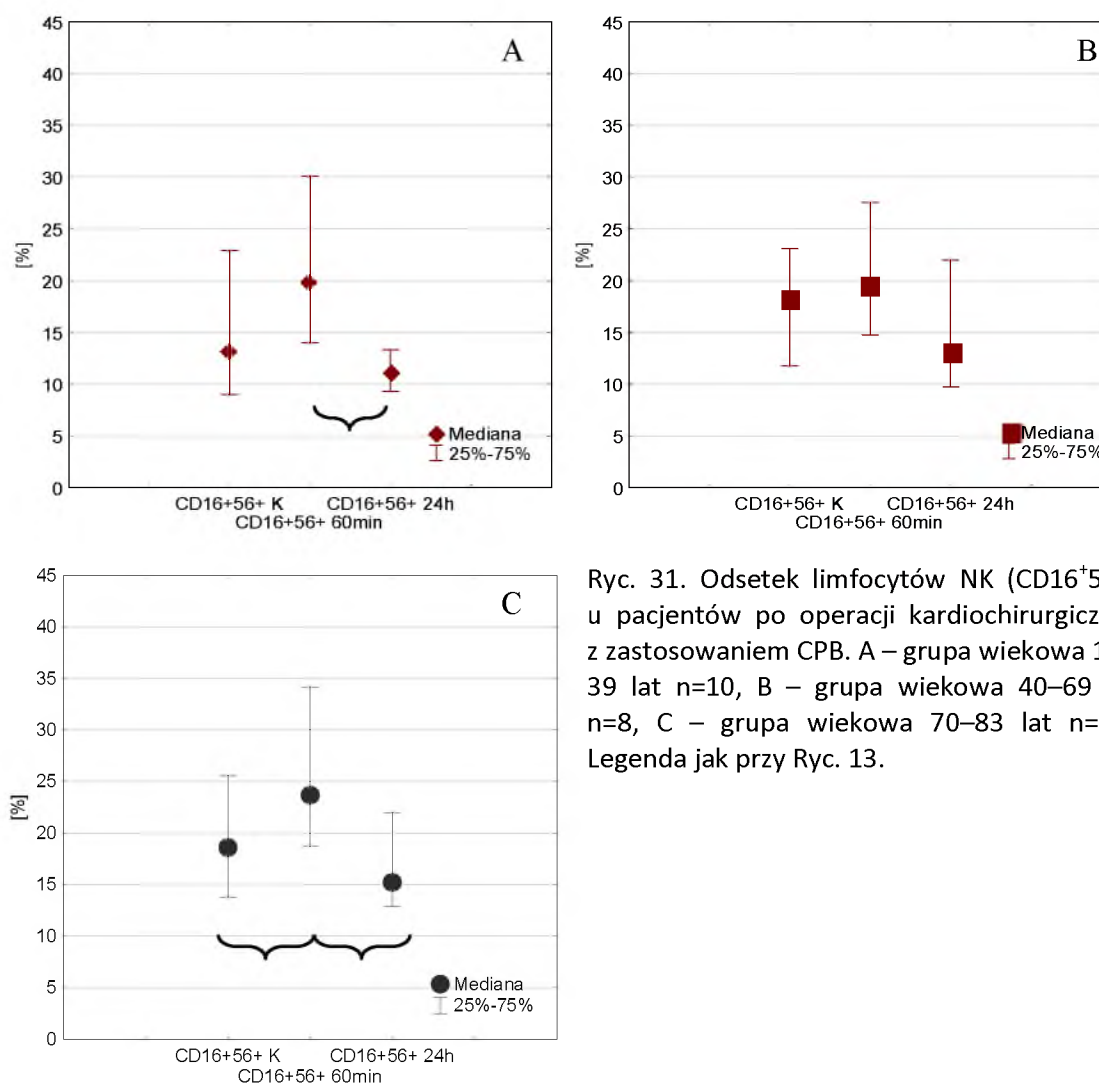 45
40
35
30
25
20
15
10
5
0
[%]
A
Mediana
25%-75%
CD16+56+ K
CD16+56+ 24h
CD16+56+ 60min
45
40
35
30
25
20
15
10
5
0
[%]
B
Mediana
25%-75%
CD16+56+ K
CD16+56+ 24h
CD16+56+ 60min
45
40
35
30
25
20
15
10
5
0
[%]
C
Mediana
25%-75%
CD16+56+ K
CD16+56+ 24h
CD16+56+ 60min
Ryc. 31. Odsetek limfocytów NK (CD16⁺5
u pacjentów po operacji kardiochirurgicz
z zastosowaniem CPB. A – grupa wiekowa 1
39 lat n=10, B – grupa wiekowa 40–69
n=8, C – grupa wiekowa 70–83 lat n=
Legenda jak przy Ryc. 13.